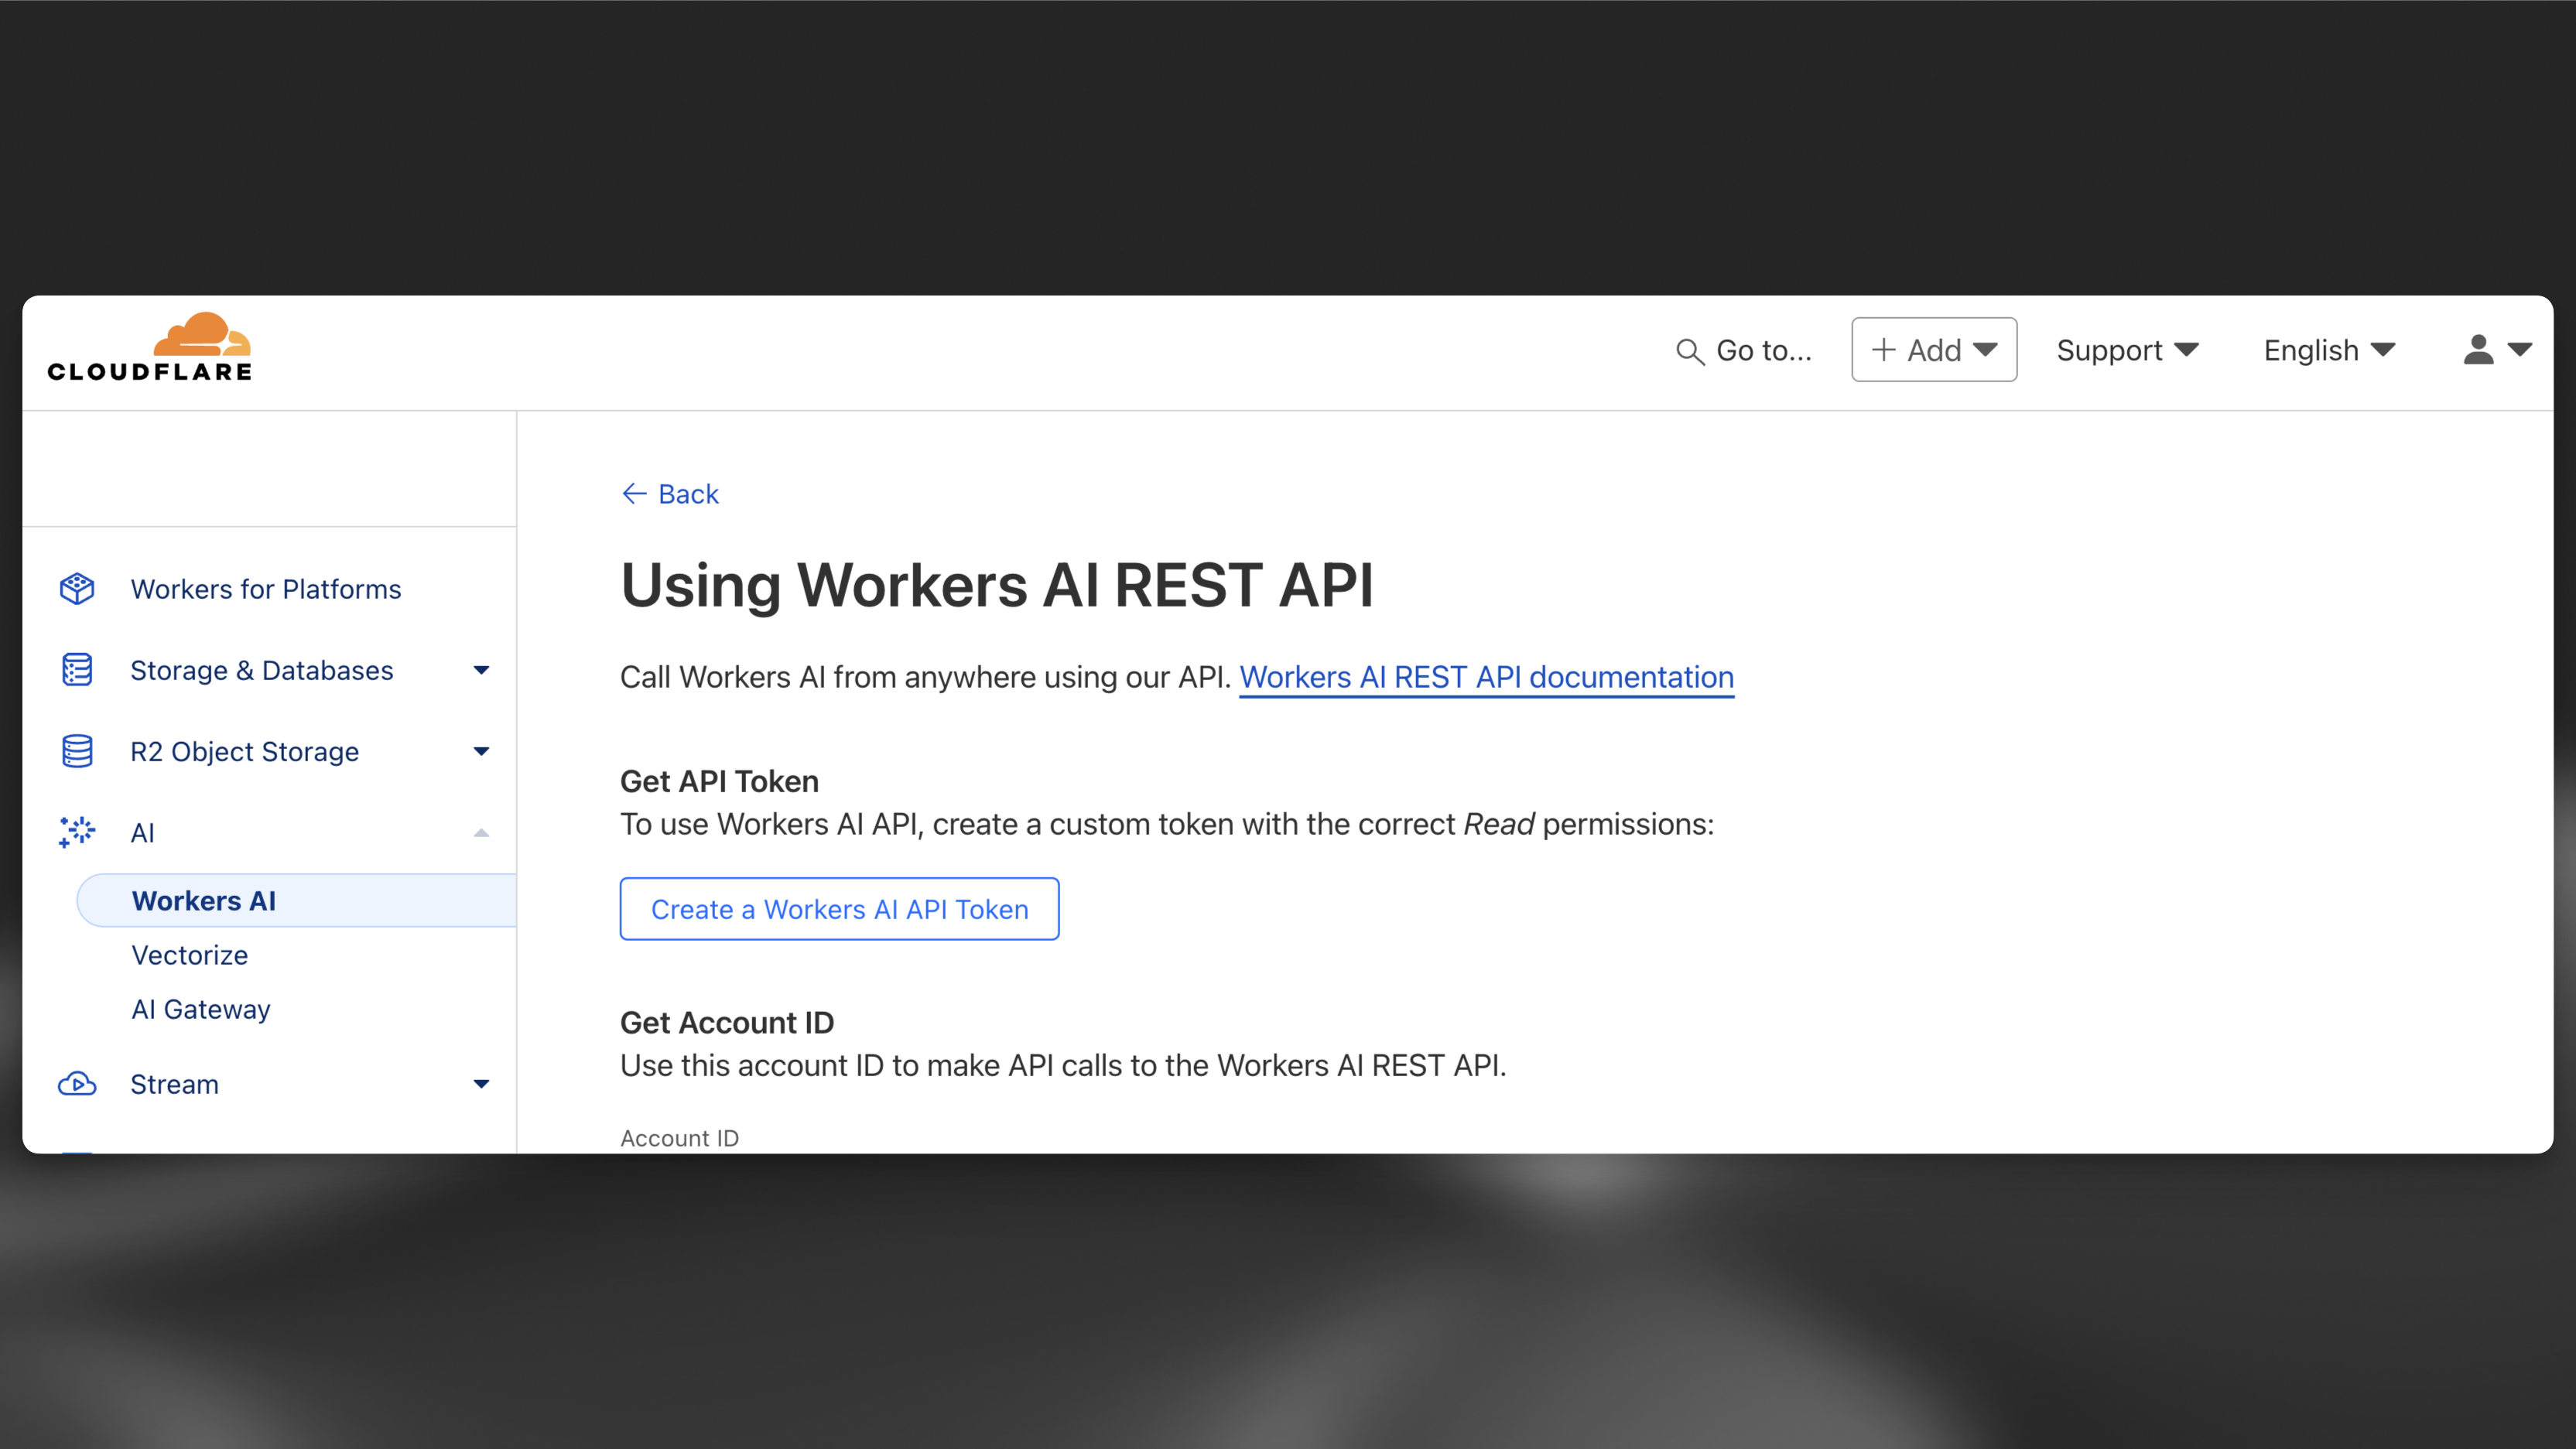 CLOUDFLARE
Go to...
+ Add
Support
English
Workers for Platforms
Storage & Databases
R2 Object Storage
AI
Workers AI
Vectorize
AI Gateway
Stream
← Back
Using Workers AI REST API
Call Workers AI from anywhere using our API. Workers AI REST API documentation
Get API Token
To use Workers AI API, create a custom token with the correct Read permissions:
Create a Workers AI API Token
Get Account ID
Use this account ID to make API calls to the Workers AI REST API.
Account ID